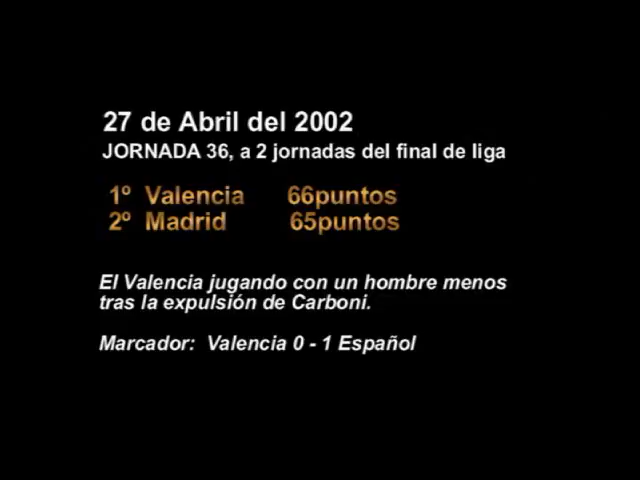 27 de Abril del 2002
JORNADA 36, a 2 jornadas del final de liga
1º Valencia 66puntos
2º Madrid 65puntos
El Valencia jugando con un hombre menos
tras la expulsión de Carboni.
Marcador: Valencia 0 - 1 Español